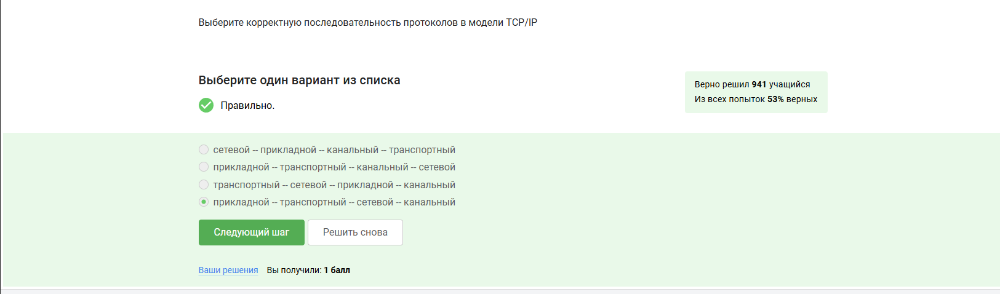 Выберите корректную последовательность протоколов в модели TCP/IP
Выберите один вариант из списка
Правильно.
Верно решил 941 учащийся
Из всех попыток 53% верных
сетевой -- прикладной -- канальный -- транспортный
прикладной -- транспортный -- канальный -- сетевой
транспортный -- сетевой -- прикладной -- канальный
прикладной -- транспортный -- сетевой -- канальный
Следующий шаг
Решить снова
Ваши решения Вы получили: 1 балл